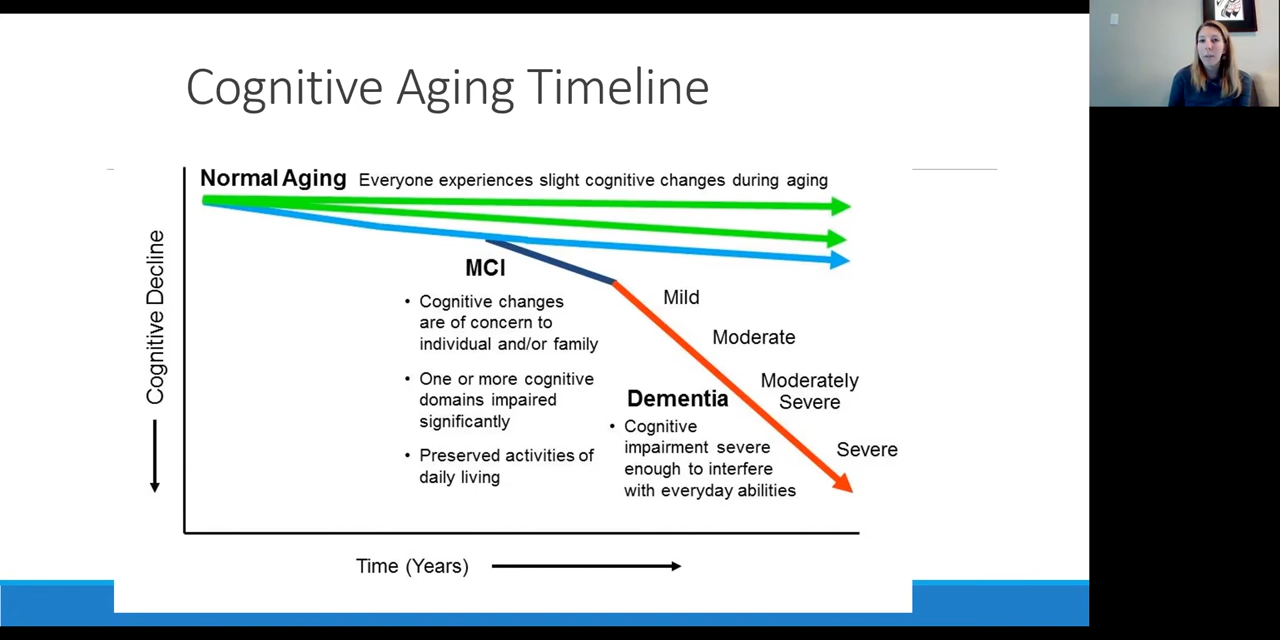 Cognitive Aging Timeline
Normal Aging Everyone experiences slight cognitive changes during aging
Cognitive Decline
MCI
• Cognitive changes
are of concern to
individual and/or family
• One or more cognitive
domains impaired
significantly
• Preserved activities of
daily living
Mild
Moderate
Moderately
Severe
Severe
Dementia
• Cognitive
impairment severe
enough to interfere
with everyday abilities
Time (Years)